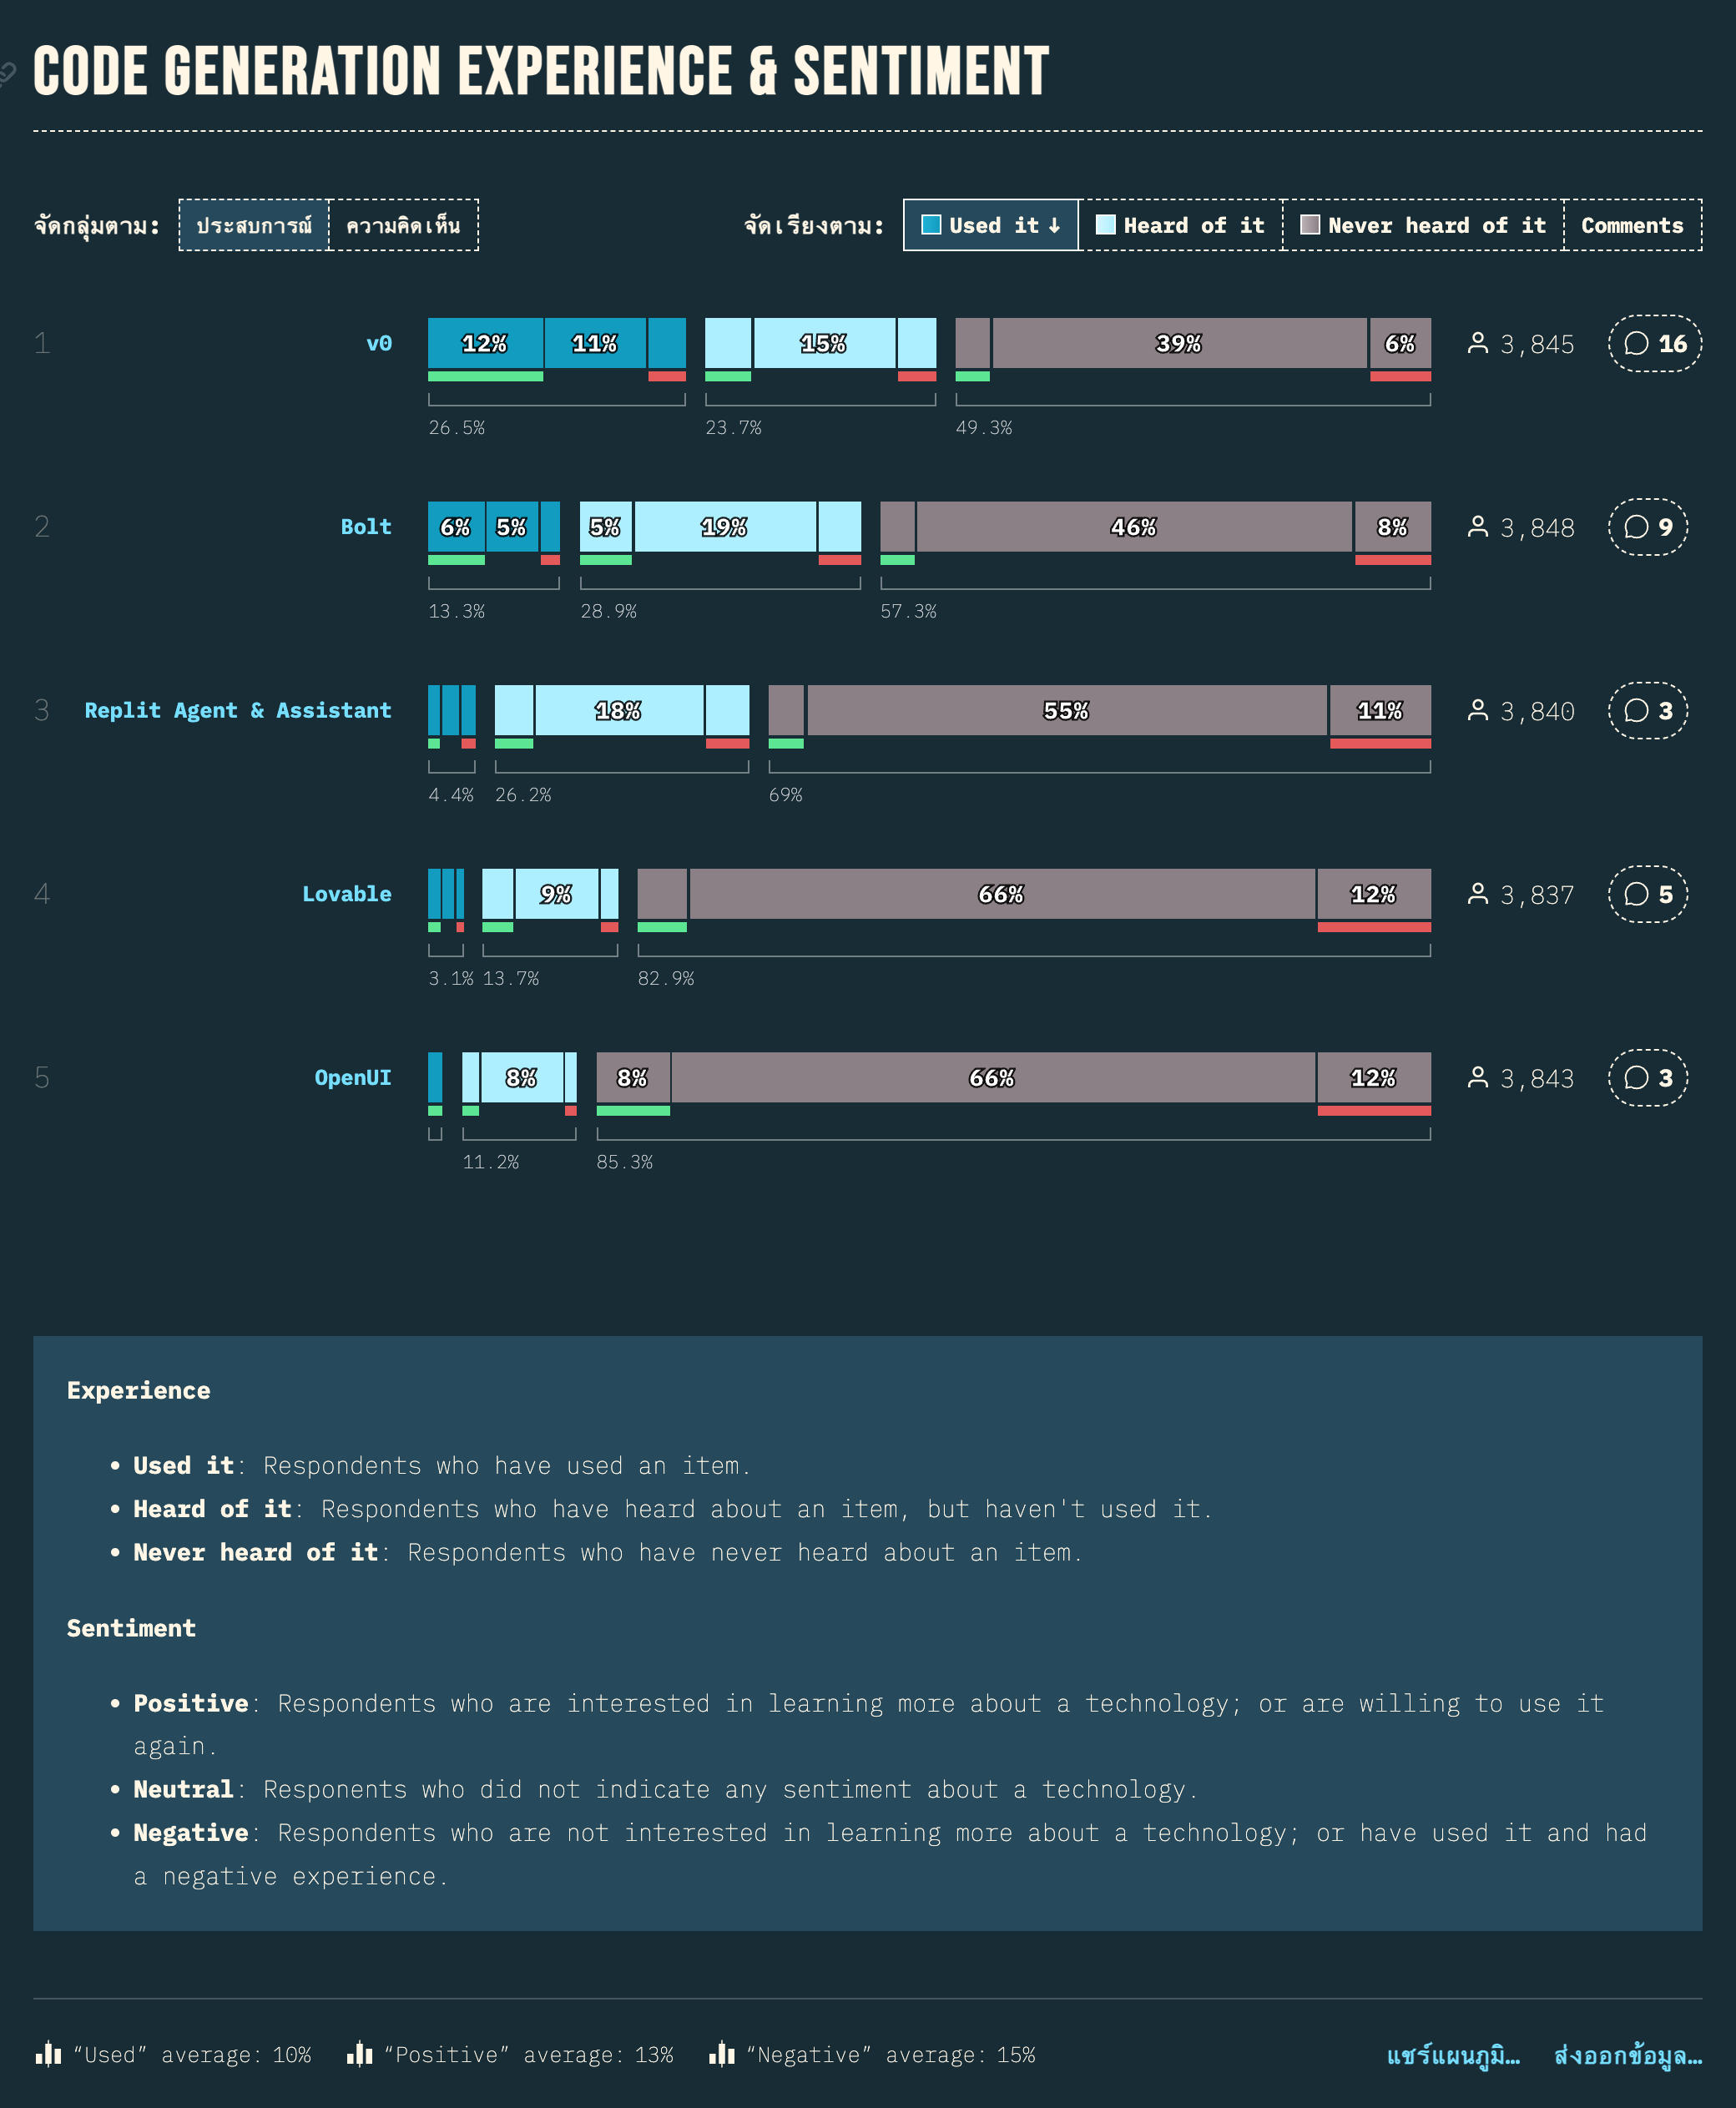 CODE GENERATION EXPERIENCE & SENTIMENT
จัดกลุ่มตาม: ประสบการณ์ ความคิดเห็น จัดเรียงตาม: Used it ↓ Heard of it Never heard of it Comments
1 v0 12% 11% 15% 39% 6% 3,845 16
26.5% 23.7% 49.3%
2 Bolt 6% 5% 5% 19% 46% 8% 3,848 9
13.3% 28.9% 57.3%
3 Replit Agent & Assistant 18% 55% 11% 3,840 3
4.4% 26.2% 69%
4 Lovable 9% 66% 12% 3,837 5
3.1% 13.7% 82.9%
5 OpenUI 8% 8% 66% 12% 3,843 3
11.2% 85.3%
Experience
• Used it: Respondents who have used an item.
• Heard of it: Respondents who have heard about an item, but haven't used it.
• Never heard of it: Respondents who have never heard about an item.
Sentiment
• Positive: Respondents who are interested in learning more about a technology; or are willing to use it
again.
• Neutral: Responents who did not indicate any sentiment about a technology.
• Negative: Respondents who are not interested in learning more about a technology; or have used it and had
a negative experience.
“Used” average: 10% “Positive” average: 13% “Negative” average: 15% แชร์แผนภูมิ… ส่งออกข้อมูล…